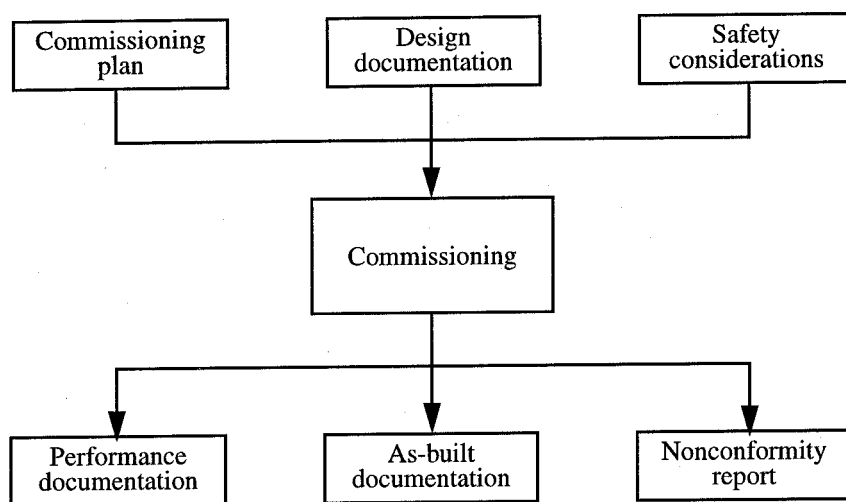 Commissioning
plan
Design
documentation
Safety
considerations
Commissioning
Performance
documentation
As-built
documentation
Nonconformity
report